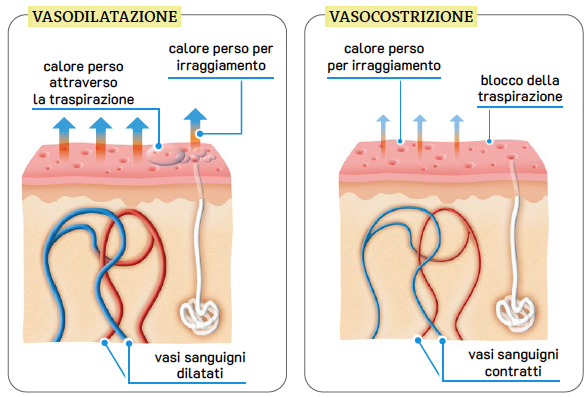 VASODILATAZIONE
calore perso per
irraggiamento
calore perso
attraverso
la traspirazione
vasi sanguigni
dilatati
VASOCOSTRIZIONE
calore perso
per irraggiamento
blocco della
traspirazione
vasi sanguigni
contratti